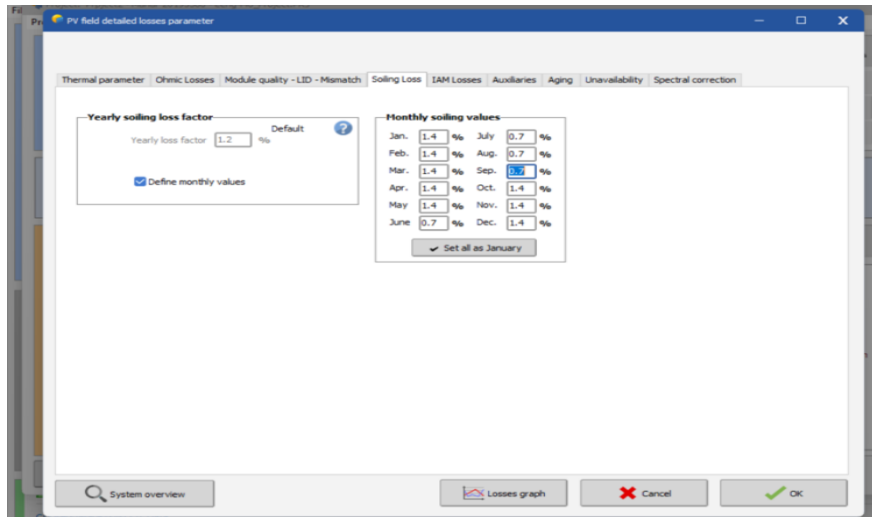 PV field detailed losses parameter
Thermal parameter Ohmic Losses Module quality - LID - Mismatch Soiling Loss IAM Losses Auxiliaries Aging Unavailability Spectral correction
Yearly soiling loss factor
Default
Yearly loss factor 1.2 %
Define monthly values
Monthly soiling values
Jan. 1.4 % July 0.7 %
Feb. 1.4 % Aug. 0.7 %
Mar. 1.4 % Sep. 0.7 %
Apr. 1.4 % Oct. 1.4 %
May 1.4 % Nov. 1.4 %
June 0.7 % Dec. 1.4 %
Set all as January
System overview
Losses graph
Cancel
OK